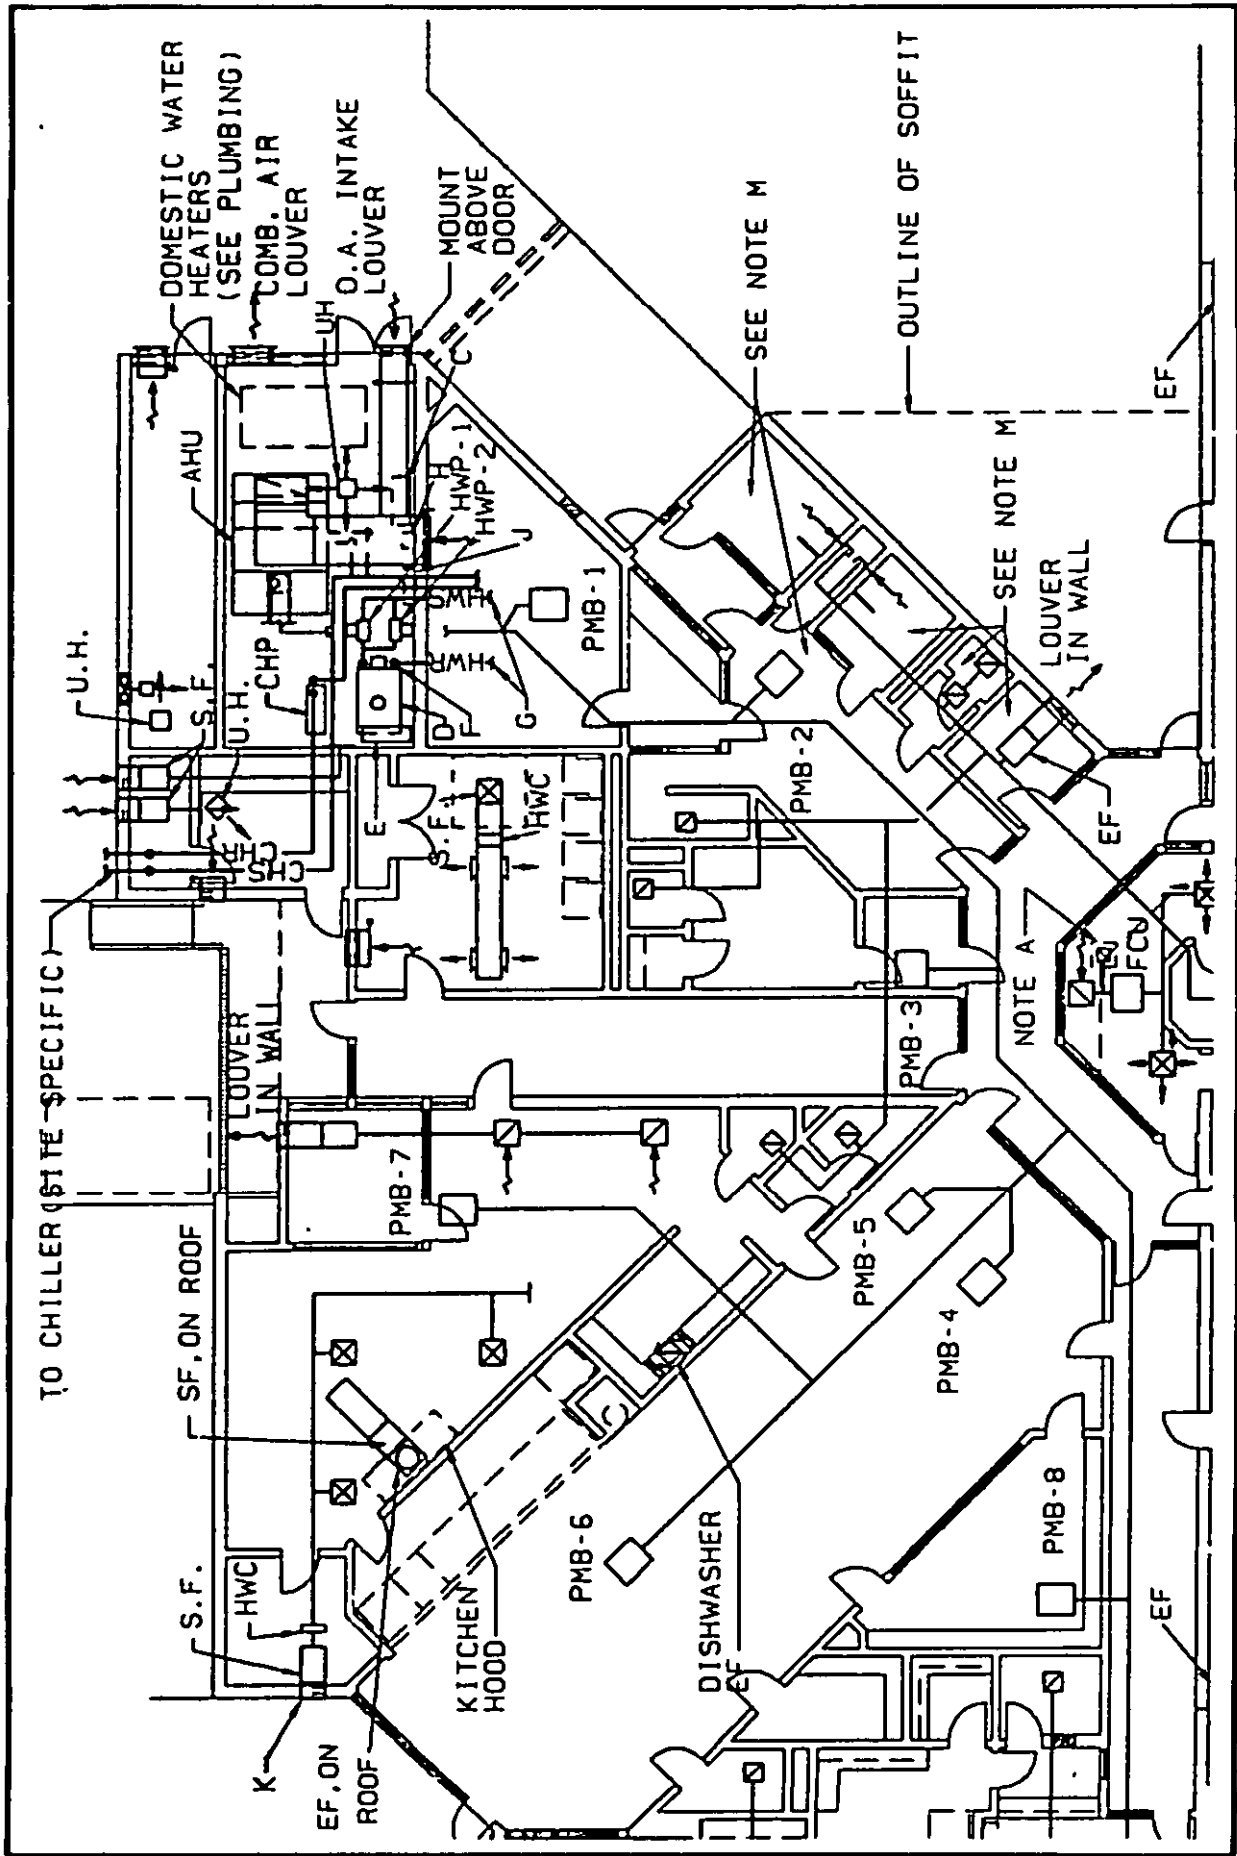 TO CHILLER (SITE SPECIFIC)
U.H.
S.F.
U.H.
CHP
AHU
DOMESTIC WATER
HEATERS
(SEE PLUMBING)
COMB. AIR
LOUVER
UH
O.A. INTAKE
LOUVER
MOUNT
ABOVE
DOOR
C
H
HWP-1
HWP-2
J
HWS
HWR
G
F
D
E
CHR
CHS
S.F.
HWC
PMB-1
SEE NOTE M
OUTLINE OF SOFFIT
SEE NOTE M
LOUVER
IN WALL
EF
EF
PMB-2
NOTE A
FCU
PMB-3
LOUVER
IN WALL
PMB-7
PMB-5
PMB-4
SF, ON ROOF
S.F.
HWC
K
EF, ON
ROOF
KITCHEN
HOOD
PMB-6
DISHWASHER
EF
PMB-8
EF